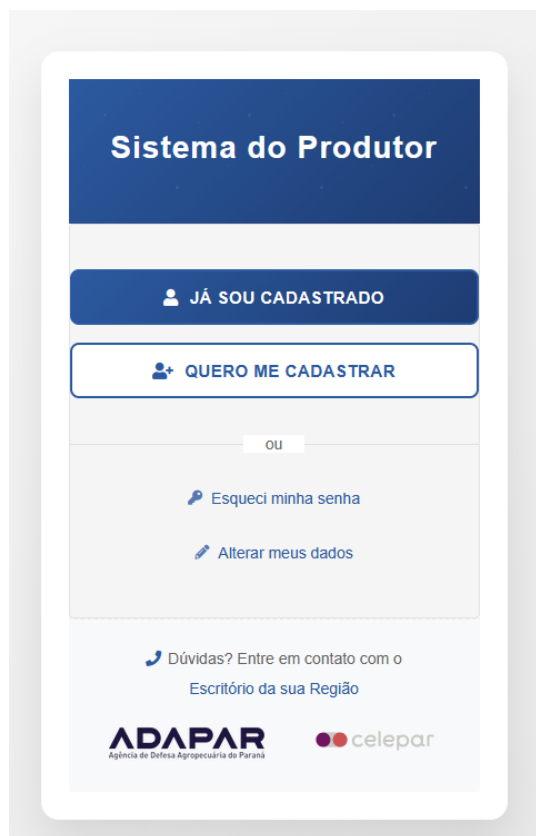 Sistema do Produtor
JÁ SOU CADASTRADO
QUERO ME CADASTRAR
ou
Esqueci minha senha
Alterar meus dados
Dúvidas? Entre em contato com o
Escritório da sua Região
ADAPAR
Agência de Defesa Agropecuária do Paraná
celepar